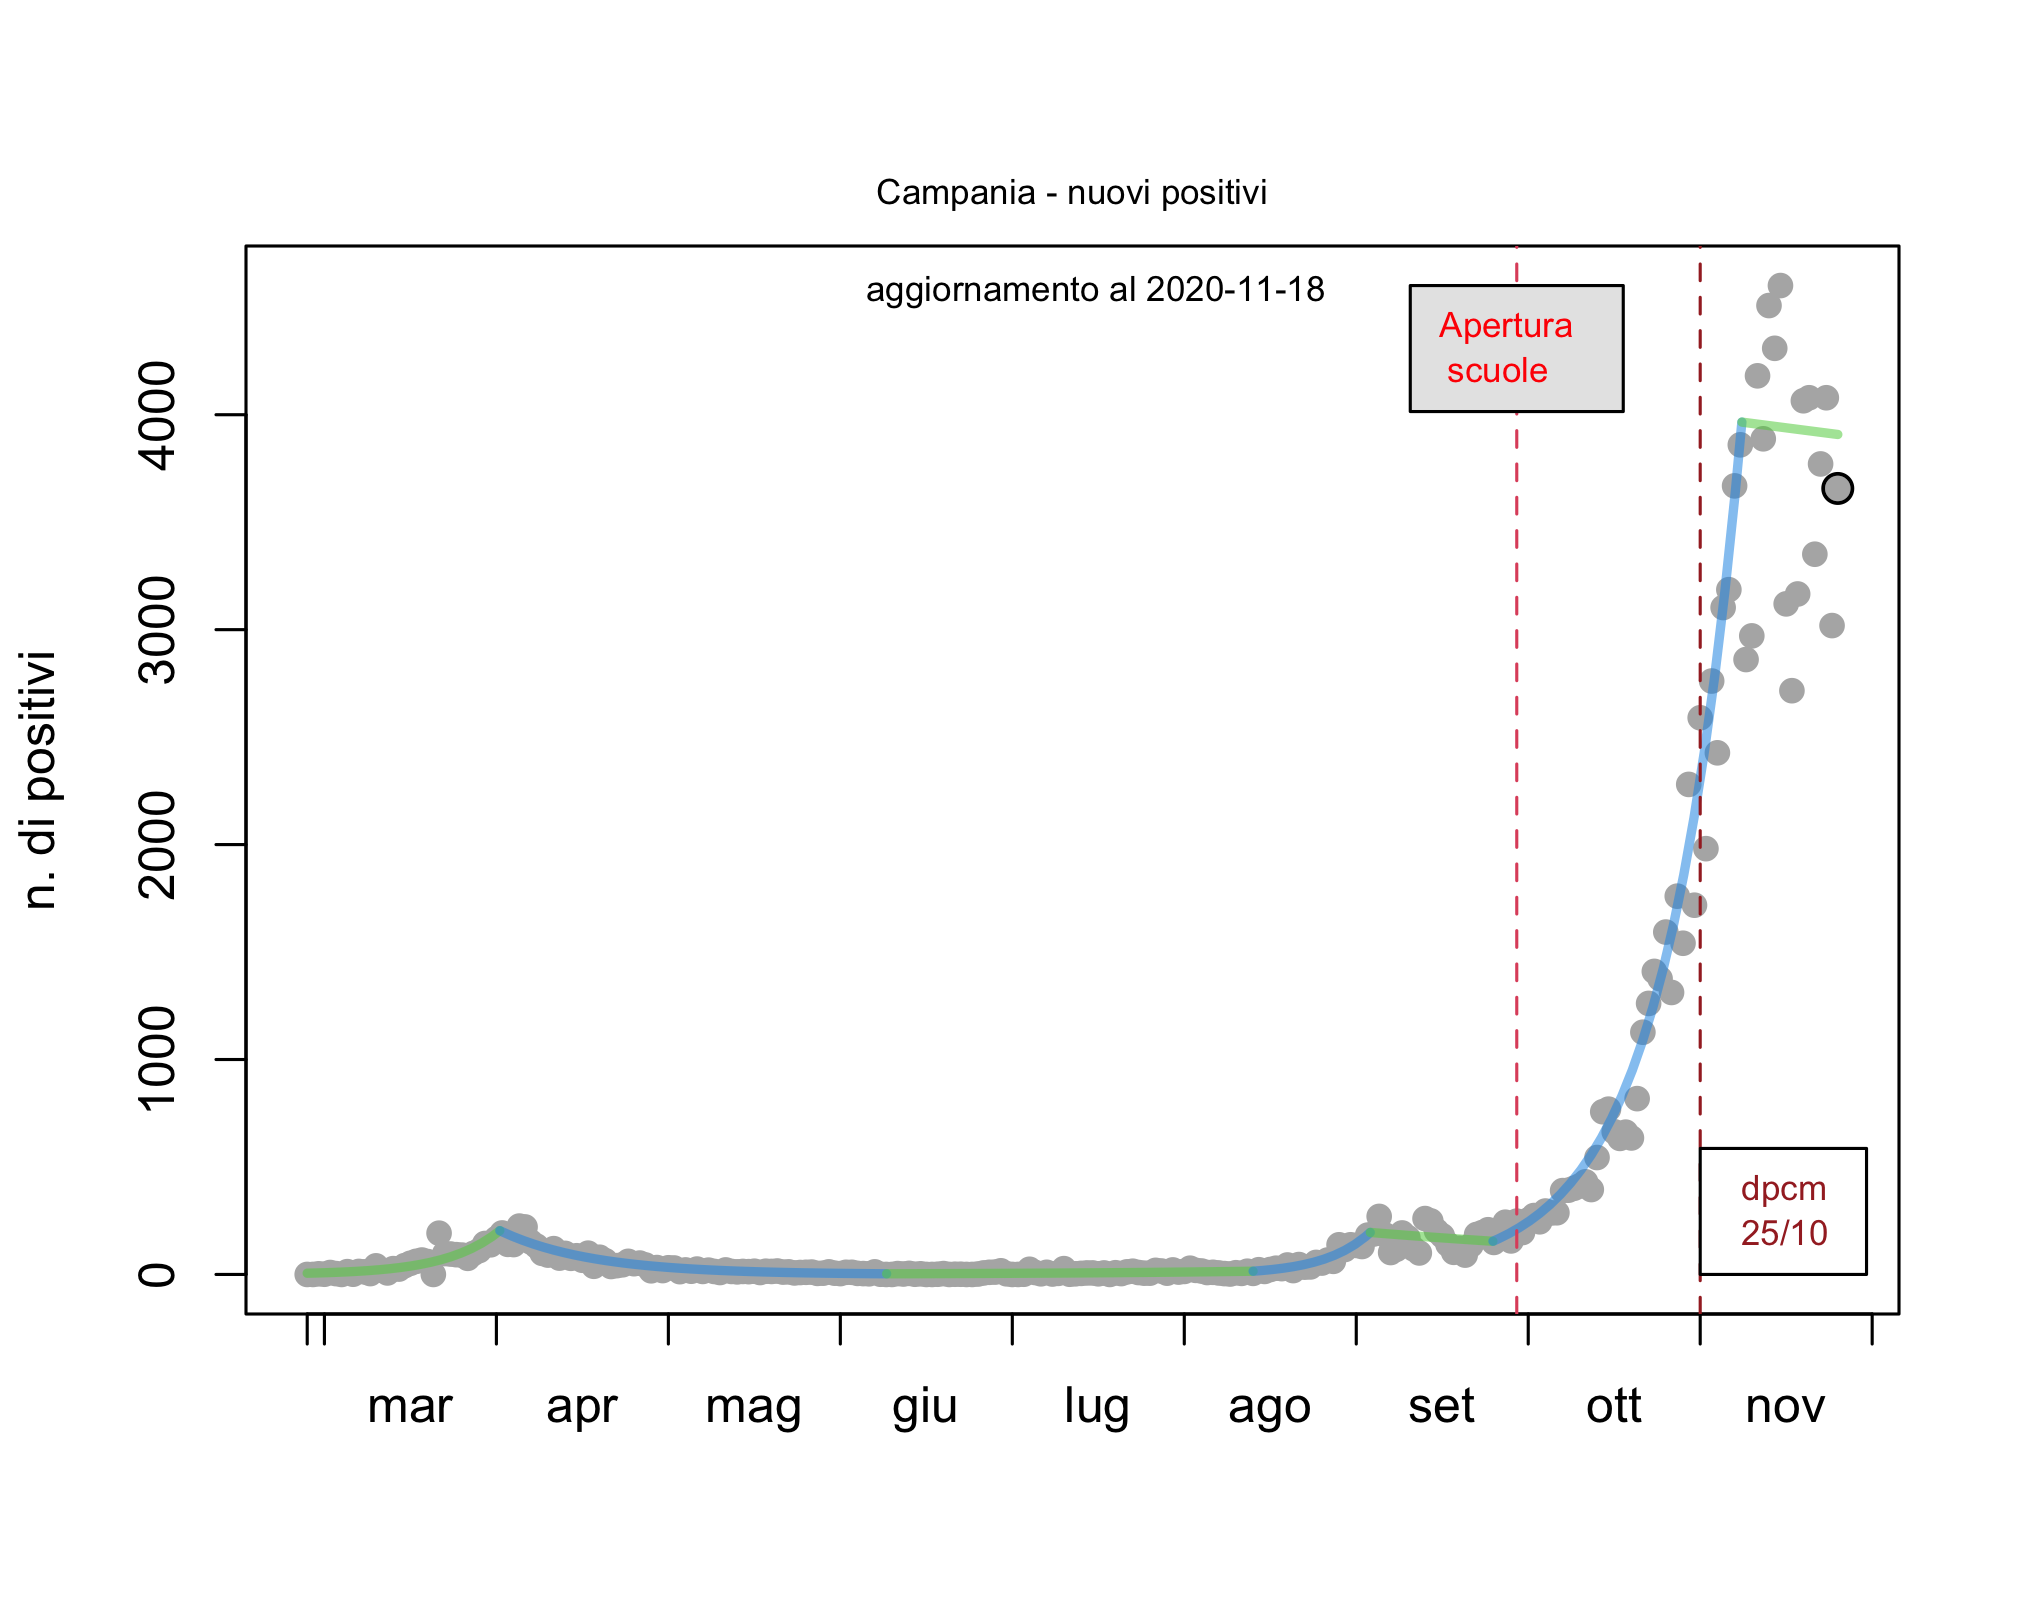 Campania - nuovi positivi
aggiornamento al 2020-11-18
Apertura
scuole
n. di positivi
4000
3000
2000
1000
0
dpcm
25/10
mar apr mag giu lug ago set ott nov